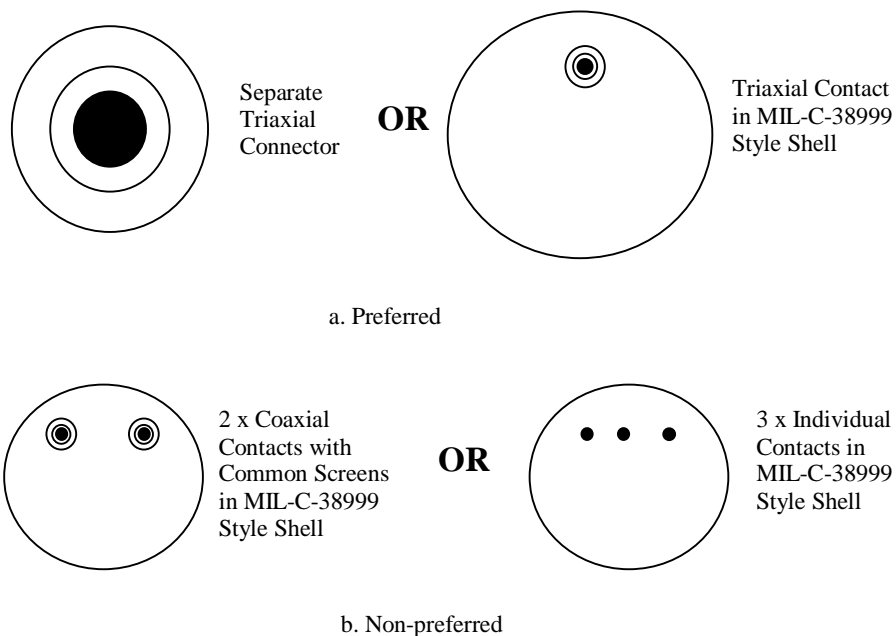 Separate
Triaxial
Connector
OR
Triaxial Contact
in MIL-C-38999
Style Shell
a. Preferred
2 x Coaxial
Contacts with
Common Screens
in MIL-C-38999
Style Shell
OR
3 x Individual
Contacts in
MIL-C-38999
Style Shell
b. Non-preferred